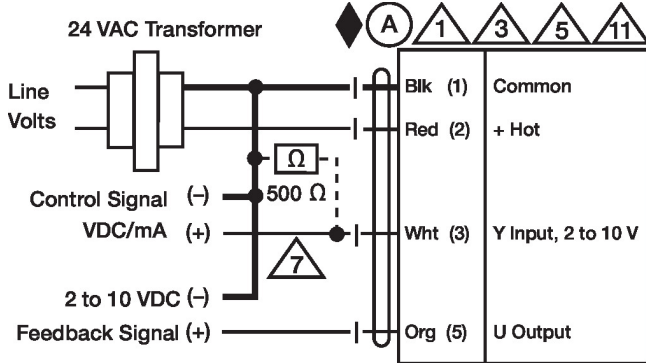 24 VAC Transformer
A 1 3 5 11
Line
Volts
Blk (1) Common
Red (2) + Hot
Ω
500 Ω
Control Signal (-)
VDC/mA (+)
Wht (3) Y Input, 2 to 10 V
7
2 to 10 VDC (-)
Feedback Signal (+)
Org (5) U Output